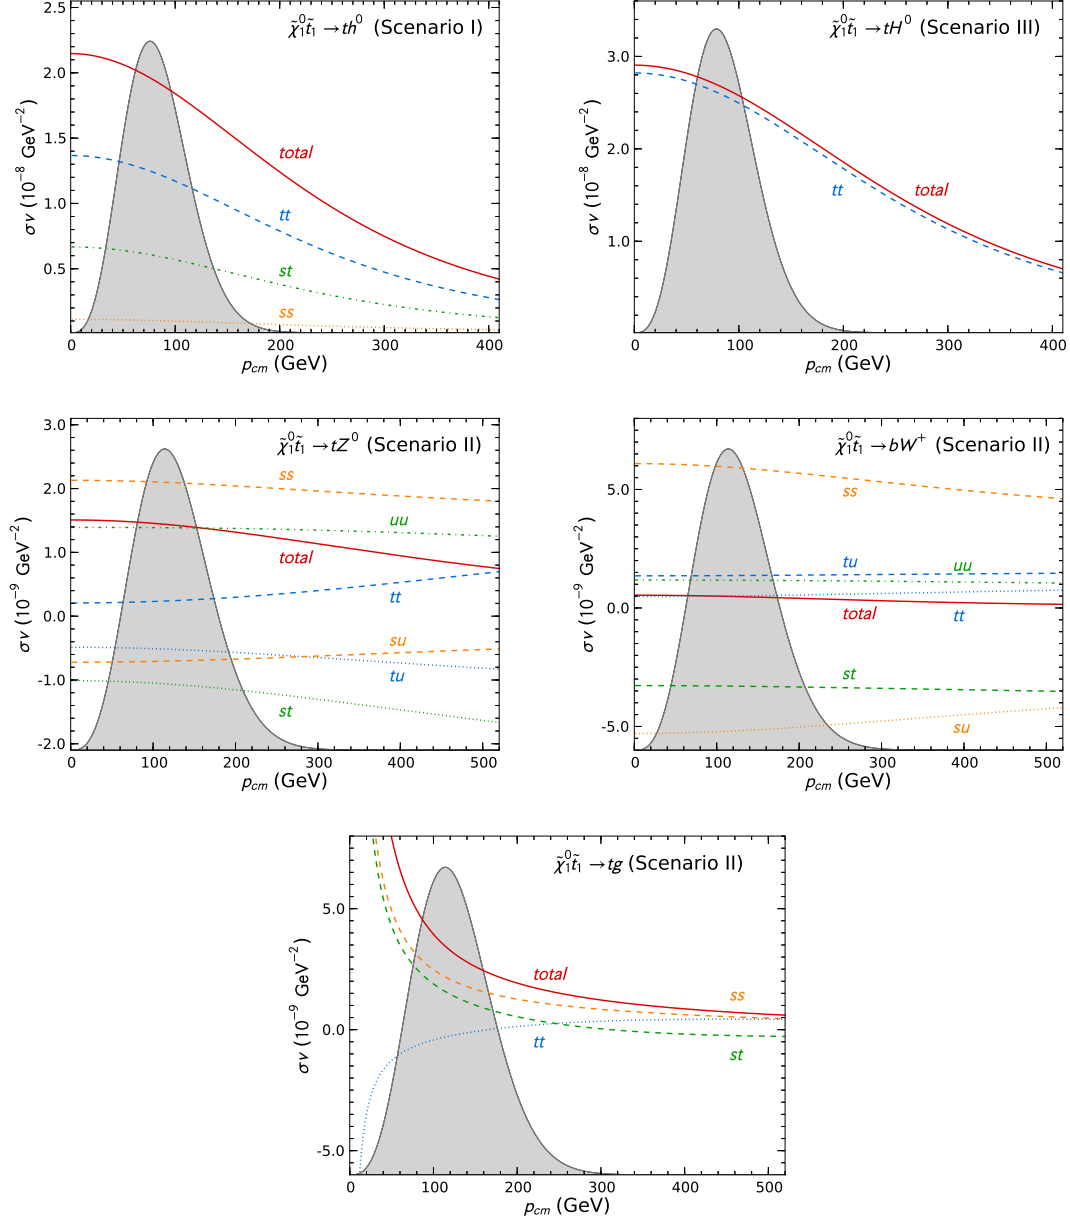 χ̃₁⁰t̃₁ → th⁰ (Scenario I)
2.5
2.0
1.5
1.0
0.5
σv (10⁻⁸ GeV⁻²)
total
tt
st
ss
0 100 200 300 400
p_cm (GeV)
χ̃₁⁰t̃₁ → tH⁰ (Scenario III)
3.0
2.0
1.0
σv (10⁻⁸ GeV⁻²)
tt total
0 100 200 300 400
p_cm (GeV)
χ̃₁⁰t̃₁ → tZ⁰ (Scenario II)
3.0
2.0
1.0
0.0
-1.0
-2.0
σv (10⁻⁹ GeV⁻²)
ss
uu
total
tt
su
tu
st
0 100 200 300 400 500
p_cm (GeV)
χ̃₁⁰t̃₁ → bW⁺ (Scenario II)
5.0
0.0
-5.0
σv (10⁻⁹ GeV⁻²)
ss
tu
uu
total
tt
st
su
0 100 200 300 400 500
p_cm (GeV)
χ̃₁⁰t̃₁ → tg (Scenario II)
5.0
0.0
-5.0
σv (10⁻⁹ GeV⁻²)
total
ss
tt
st
0 100 200 300 400 500
p_cm (GeV)